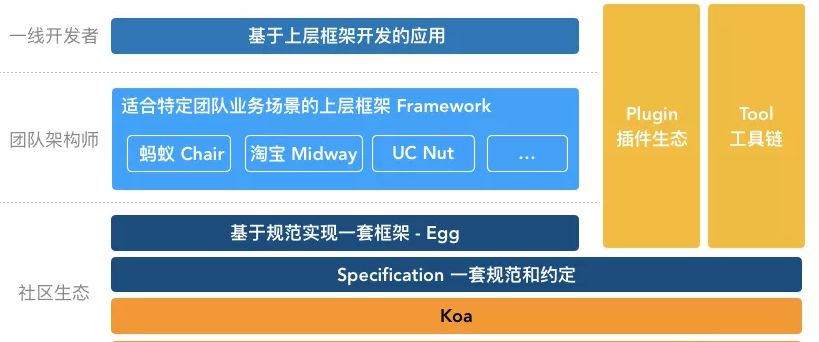 一线开发者
基于上层框架开发的应用
团队架构师
适合特定团队业务场景的上层框架 Framework
蚂蚁 Chair
淘宝 Midway
UC Nut
...
Plugin
插件生态
Tool
工具链
社区生态
基于规范实现一套框架 - Egg
Specification 一套规范和约定
Koa